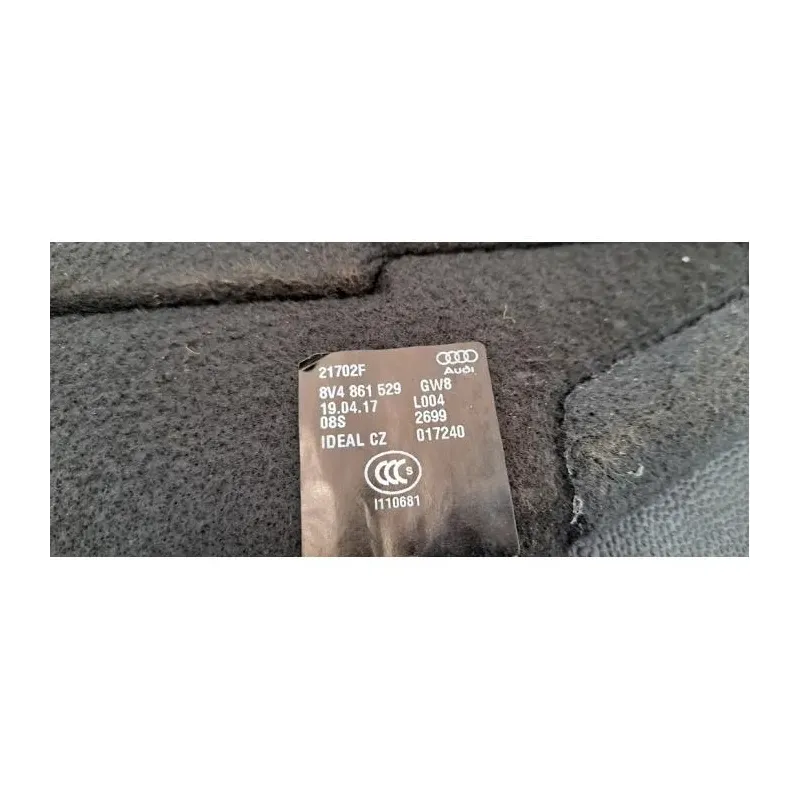 21702F
Audi
8V4 861 529 GW8
19.04.17 L004
08S 2699
IDEAL CZ 017240
CCC S
I110681